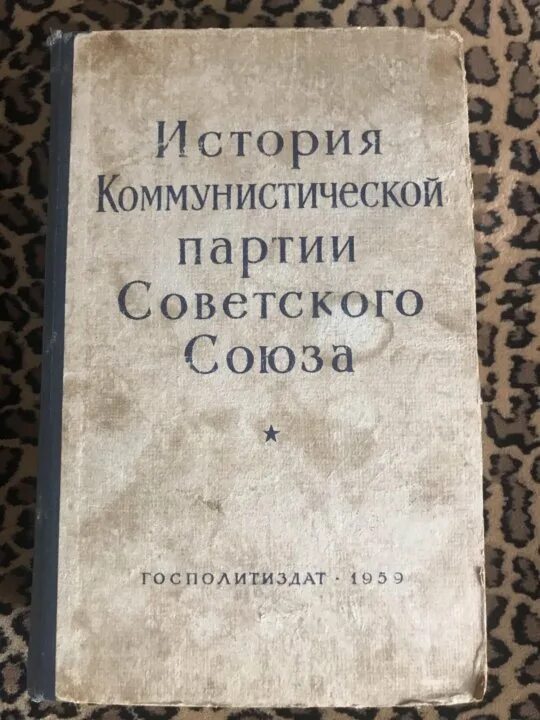 История
Коммунистической
партии
Советского
Союза
ГОСПОЛИТИЗДАТ · 1959